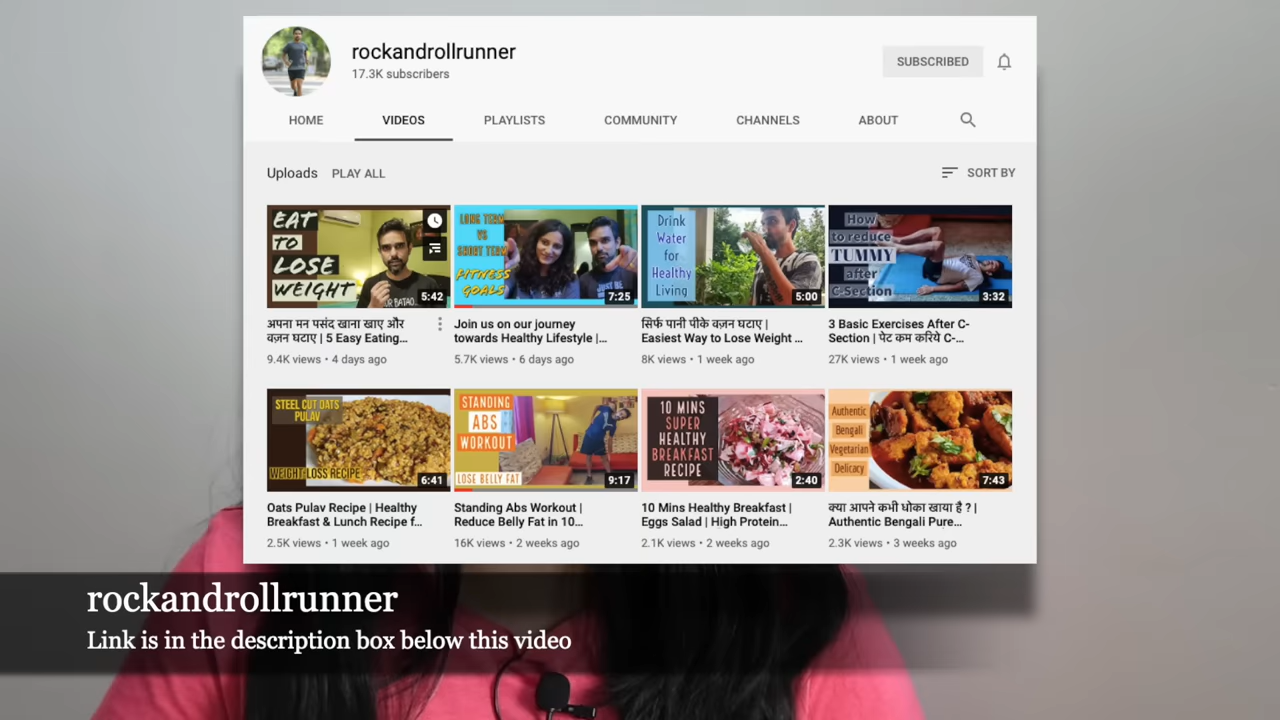 rockandrollrunner
17.3K subscribers
SUBSCRIBED
HOME VIDEOS PLAYLISTS COMMUNITY CHANNELS ABOUT
Uploads PLAY ALL SORT BY
EAT
TO
LOSE
WEIGHT
5:42
LONG TERM
VS
SHORT TERM
FITNESS
GOALS
7:25
Drink
Water
for
Healthy
Living
5:00
How
to reduce
TUMMY
after
C-Section
3:32
अपना मन पसंद खाना खाए और
वज़न घटाए | 5 Easy Eating...
9.4K views • 4 days ago
Join us on our journey
towards Healthy Lifestyle |...
5.7K views • 6 days ago
सिर्फ पानी पीके वज़न घटाए |
Easiest Way to Lose Weight ...
8K views • 1 week ago
3 Basic Exercises After C-
Section | पेट कम करिये C-...
27K views • 1 week ago
STEEL CUT OATS
PULAV
WEIGHT LOSS RECIPE
6:41
STANDING
ABS
WORKOUT
LOSE BELLY FAT
9:17
10 MINS
SUPER
HEALTHY
BREAKFAST
RECIPE
2:40
Authentic
Bengali
Vegetarian
Delicacy
7:43
Oats Pulav Recipe | Healthy
Breakfast & Lunch Recipe f...
2.5K views • 1 week ago
Standing Abs Workout |
Reduce Belly Fat in 10...
16K views • 2 weeks ago
10 Mins Healthy Breakfast |
Eggs Salad | High Protein...
2.1K views • 2 weeks ago
क्या आपने कभी धोका खाया है ? |
Authentic Bengali Pure...
2.3K views • 3 weeks ago
rockandrollrunner
Link is in the description box below this video